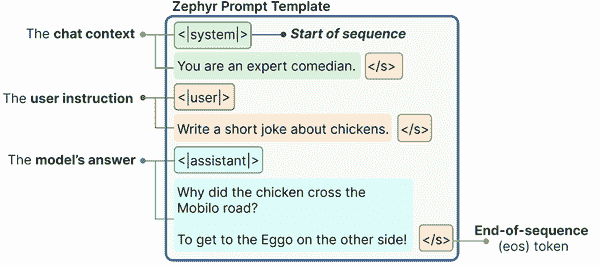 Zephyr Prompt Template
The chat context
<|system|>
Start of sequence
You are an expert comedian.
</s>
The user instruction
<|user|>
Write a short joke about chickens.
</s>
The model's answer
<|assistant|>
Why did the chicken cross the
Mobilo road?
To get to the Eggo on the other side!
</s>
End-of-sequence
(eos) token